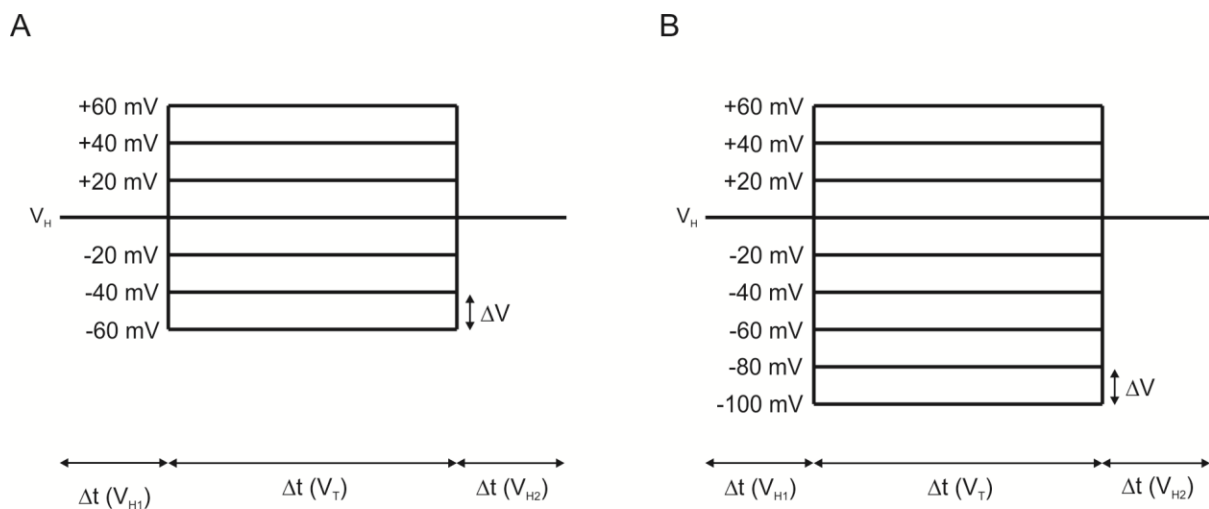 A
+60 mV
+40 mV
+20 mV
V_H
-20 mV
-40 mV
-60 mV
ΔV
Δt (V_H1)
Δt (V_T)
Δt (V_H2)
B
+60 mV
+40 mV
+20 mV
V_H
-20 mV
-40 mV
-60 mV
-80 mV
-100 mV
ΔV
Δt (V_H1)
Δt (V_T)
Δt (V_H2)